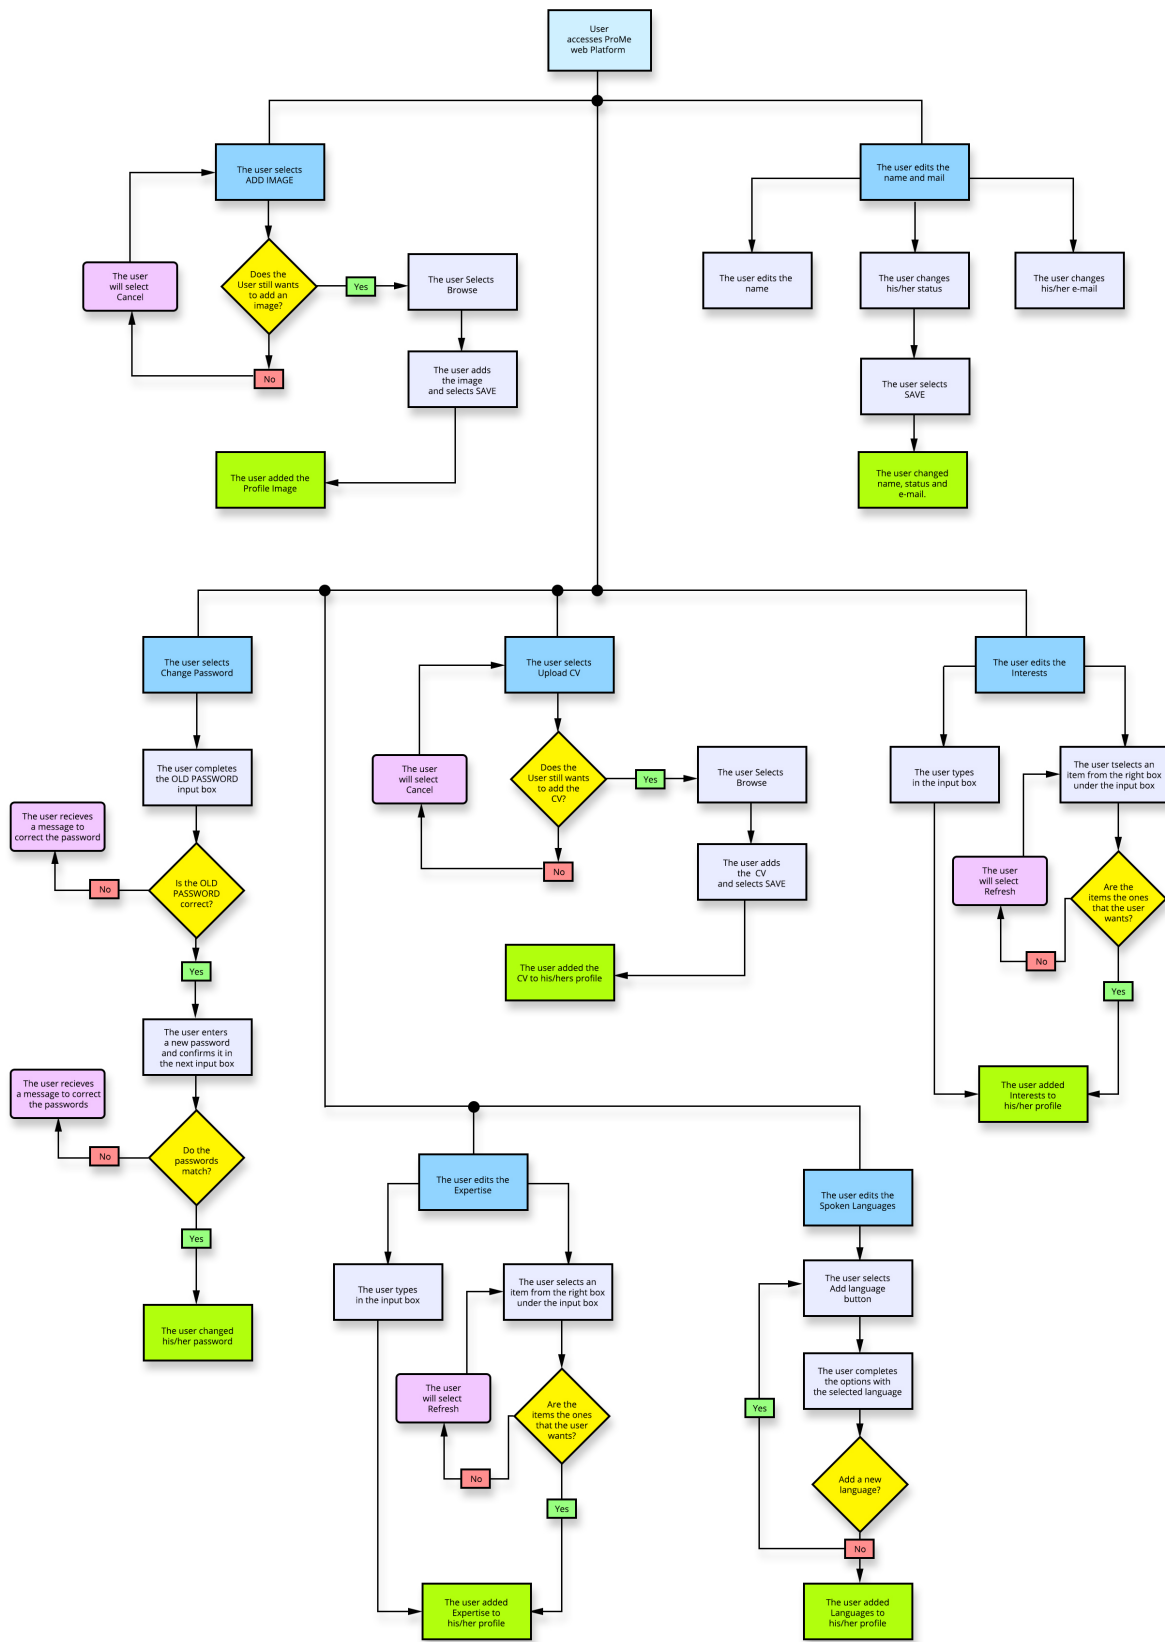 User
accesses ProMe
web Platform
The user selects
ADD IMAGE
The user edits the
name and mail
The user
will select
Cancel
Does the
User still wants
to add an
image?
Yes
The user Selects
Browse
The user edits the
name
The user changes
his/her status
The user changes
his/her e-mail
No
The user adds
the image
and selects SAVE
The user selects
SAVE
The user added the
Profile Image
The user changed
name, status and
e-mail.
The user selects
Change Password
The user selects
Upload CV
The user edits the
Interests
The user completes
the OLD PASSWORD
input box
The user
will select
Cancel
Does the
User still wants
to add the
CV?
Yes
The user Selects
Browse
The user types
in the input box
The user tselects an
item from the right box
under the input box
The user recieves
a message to
correct the password
No
Is the OLD
PASSWORD
correct?
No
The user adds
the CV
and selects SAVE
The user
will select
Refresh
Are the
items the ones
that the user
wants?
Yes
The user added the
CV to his/hers profile
No
Yes
The user enters
a new password
and confirms it in
the next input box
The user recieves
a message to correct
the passwords
The user added
Interests to
his/her profile
No
Do the
passwords
match?
The user edits the
Expertise
The user edits the
Spoken Languages
Yes
The user types
in the input box
The user selects an
item from the right box
under the input box
The user selects
Add language
button
The user changed
his/her password
The user
will select
Refresh
Are the
items the ones
that the user
wants?
Yes
The user completes
the options with
the selected language
No
Add a new
language?
Yes
No
The user added
Expertise to
his/her profile
The user added
Languages to
his/her profile